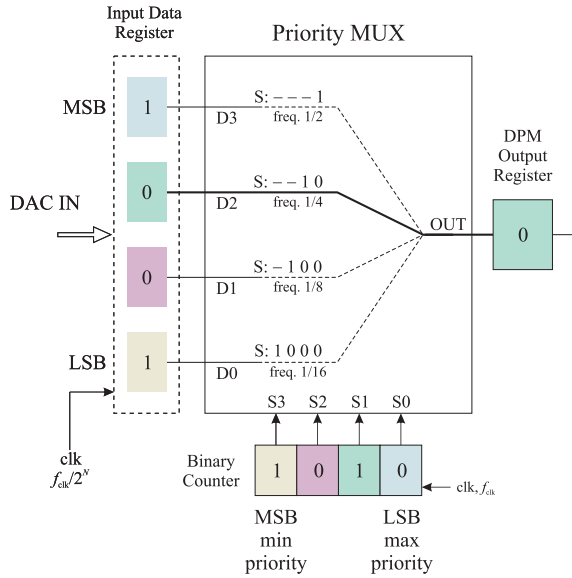 Input Data
Register
Priority MUX
MSB
1
S: – – – 1
D3
freq. 1/2
DPM
Output
Register
0
S: – – 1 0
D2
freq. 1/4
DAC IN
OUT
0
0
S: – 1 0 0
D1
freq. 1/8
LSB
1
S: 1 0 0 0
D0
freq. 1/16
S3 S2 S1 S0
clk
f_clk/2^N
Binary
Counter
1 0 1 0
clk, f_clk
MSB
min
priority
LSB
max
priority